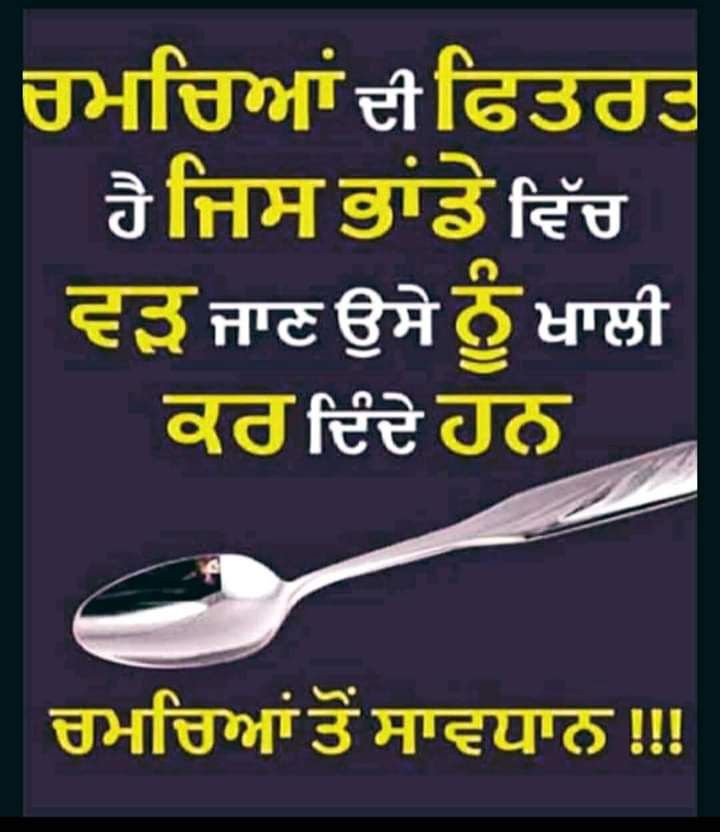 ਚਮਚਿਆਂ ਦੀ ਫਿਤਰਤ
ਹੈ ਜਿਸ ਭਾਂਡੇ ਵਿੱਚ
ਵੜ ਜਾਣ ਉਸੇ ਨੂੰ ਖਾਲੀ
ਕਰ ਦਿੰਦੇ ਹਨ
ਚਮਚਿਆਂ ਤੋਂ ਸਾਵਧਾਨ !!!